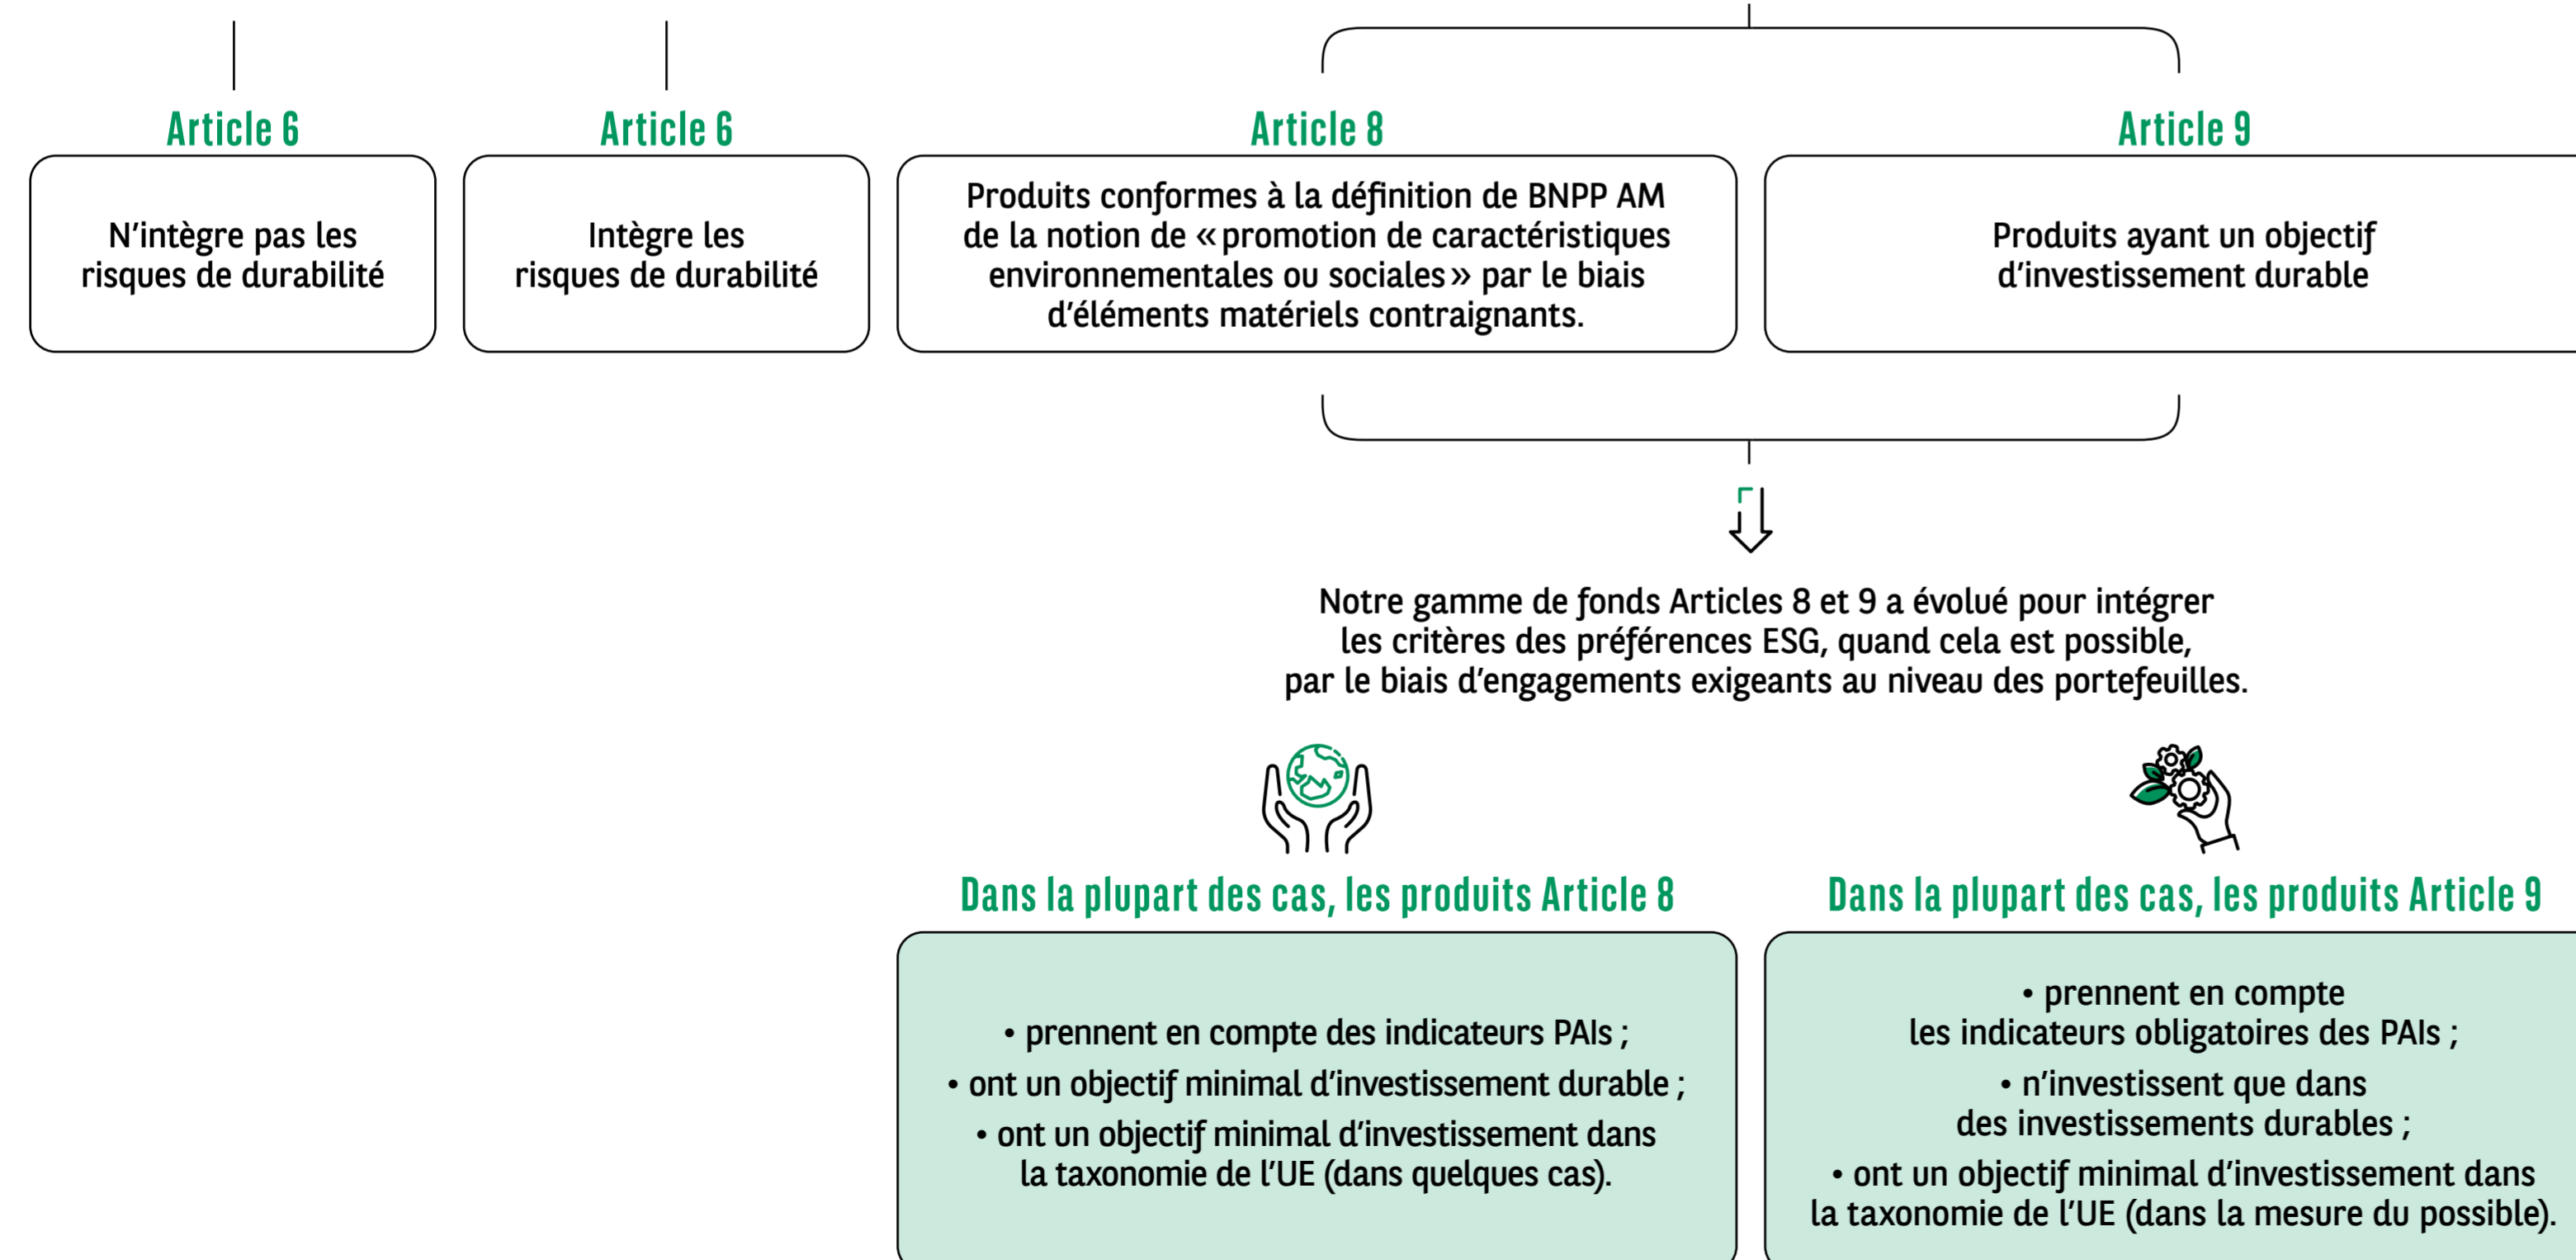 Article 6
N'intègre pas les
risques de durabilité
Article 6
Intègre les
risques de durabilité
Article 8
Produits conformes à la définition de BNPP AM
de la notion de « promotion de caractéristiques
environnementales ou sociales » par le biais
d'éléments matériels contraignants.
Article 9
Produits ayant un objectif
d'investissement durable
Notre gamme de fonds Articles 8 et 9 a évolué pour intégrer
les critères des préférences ESG, quand cela est possible,
par le biais d'engagements exigeants au niveau des portefeuilles.
Dans la plupart des cas, les produits Article 8
• prennent en compte des indicateurs PAIs ;
• ont un objectif minimal d'investissement durable ;
• ont un objectif minimal d'investissement dans
la taxonomie de l'UE (dans quelques cas).
Dans la plupart des cas, les produits Article 9
• prennent en compte
les indicateurs obligatoires des PAIs ;
• n'investissent que dans
des investissements durables ;
• ont un objectif minimal d'investissement dans
la taxonomie de l'UE (dans la mesure du possible).